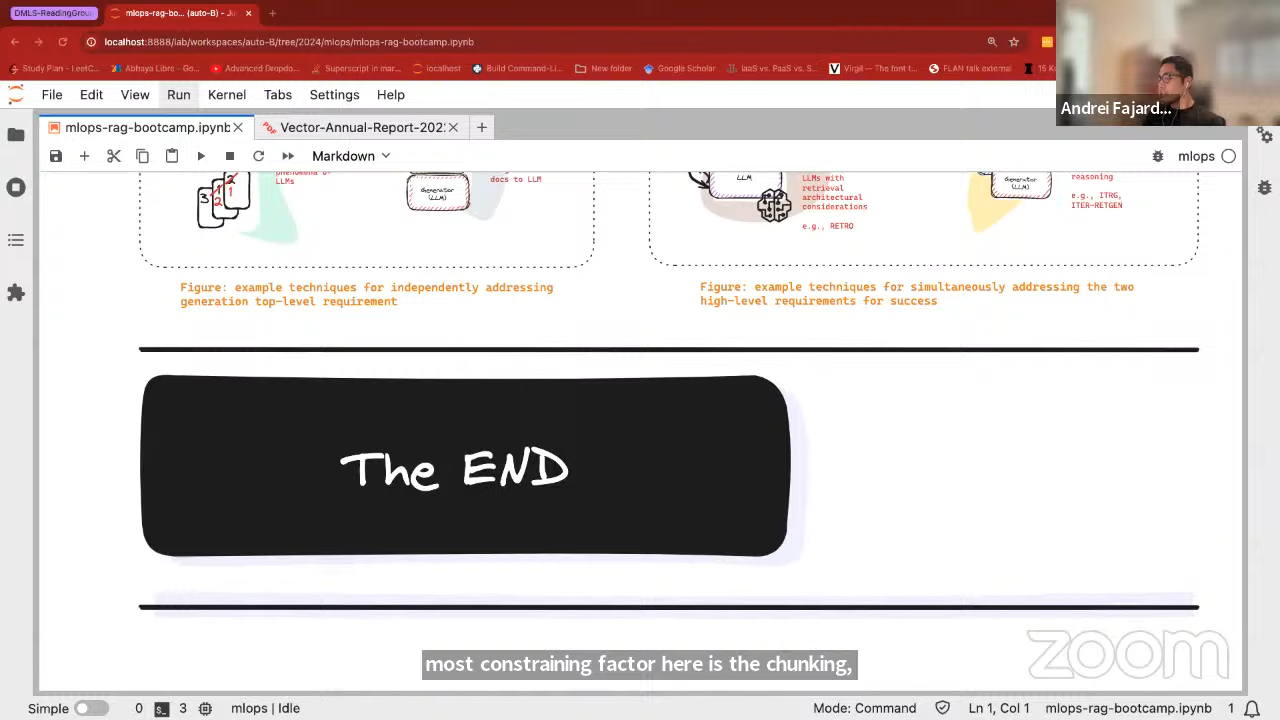 DMLS-ReadingGrou
mlops-rag-bo... (auto-B) - Ju
localhost:8888/lab/workspaces/auto-B/tree/2024/mlops/mlops-rag-bootcamp.ipynb
Study Plan - LeetC...
Abhaya Libre - Go...
Advanced Dropdo...
Superscript in mar...
localhost
Build Command-Li...
New folder
Google Scholar
IaaS vs. PaaS vs. S...
Virgil — The font t...
FLAN talk external
15 K
Andrei Fajard...
File Edit View Run Kernel Tabs Settings Help
mlops-rag-bootcamp.ipynb
Vector-Annual-Report-202
Markdown
mlops
LLMs
docs to LLM
3
2
1
Generator
(LLM)
LLM
LLMs with
retrieval
architectural
considerations
e.g., RETRO
Generator
(LLM)
reasoning
e.g., ITRG,
ITER-RETGEN
Figure: example techniques for independently addressing
generation top-level requirement
Figure: example techniques for simultaneously addressing the two
high-level requirements for success
The END
most constraining factor here is the chunking,
zoom
Simple 0 3 mlops | Idle Mode: Command Ln 1, Col 1 mlops-rag-bootcamp.ipynb 1